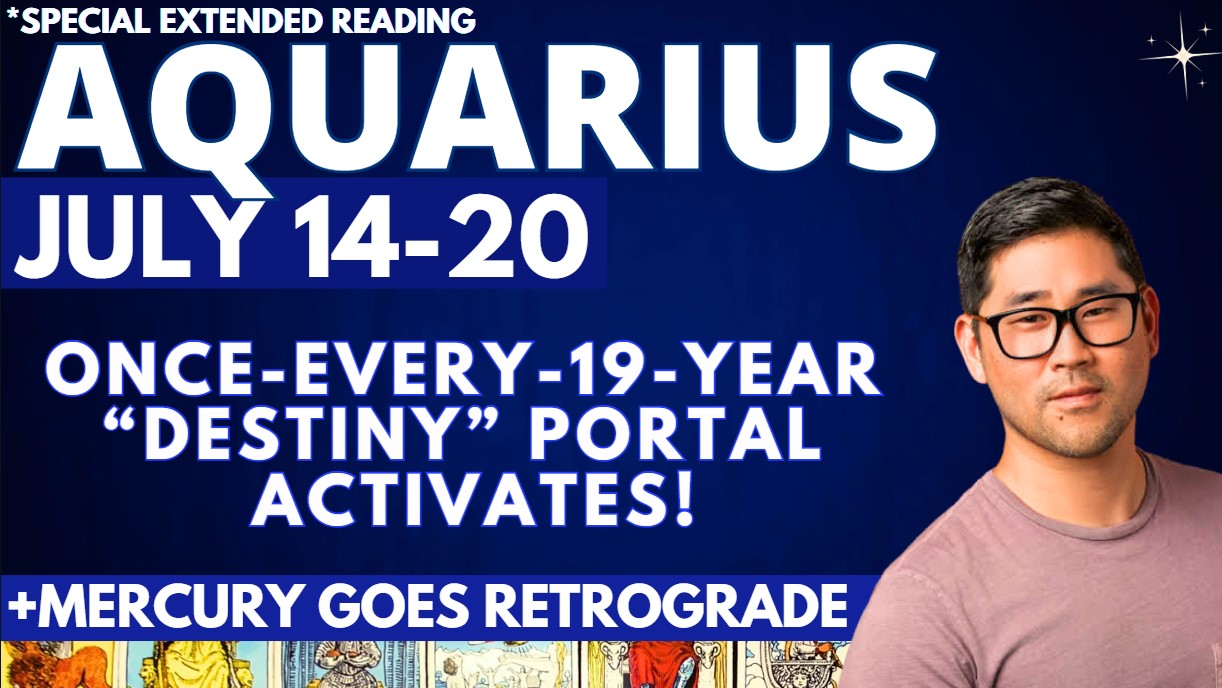 *SPECIAL EXTENDED READING
AQUARIUS
JULY 14-20
ONCE-EVERY-19-YEAR
“DESTINY” PORTAL
ACTIVATES!
+MERCURY GOES RETROGRADE